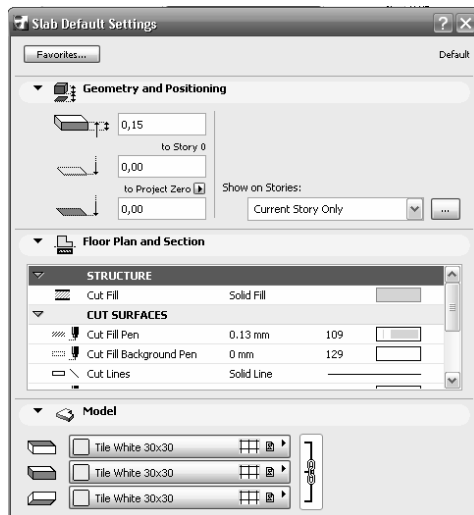 Slab Default Settings
Favorites...
Default
Geometry and Positioning
0,15
to Story 0
0,00
to Project Zero
Show on Stories:
0,00
Current Story Only
...
Floor Plan and Section
STRUCTURE
Cut Fill Solid Fill
CUT SURFACES
Cut Fill Pen 0.13 mm 109
Cut Fill Background Pen 0 mm 129
Cut Lines Solid Line
Model
Tile White 30x30
Tile White 30x30
Tile White 30x30